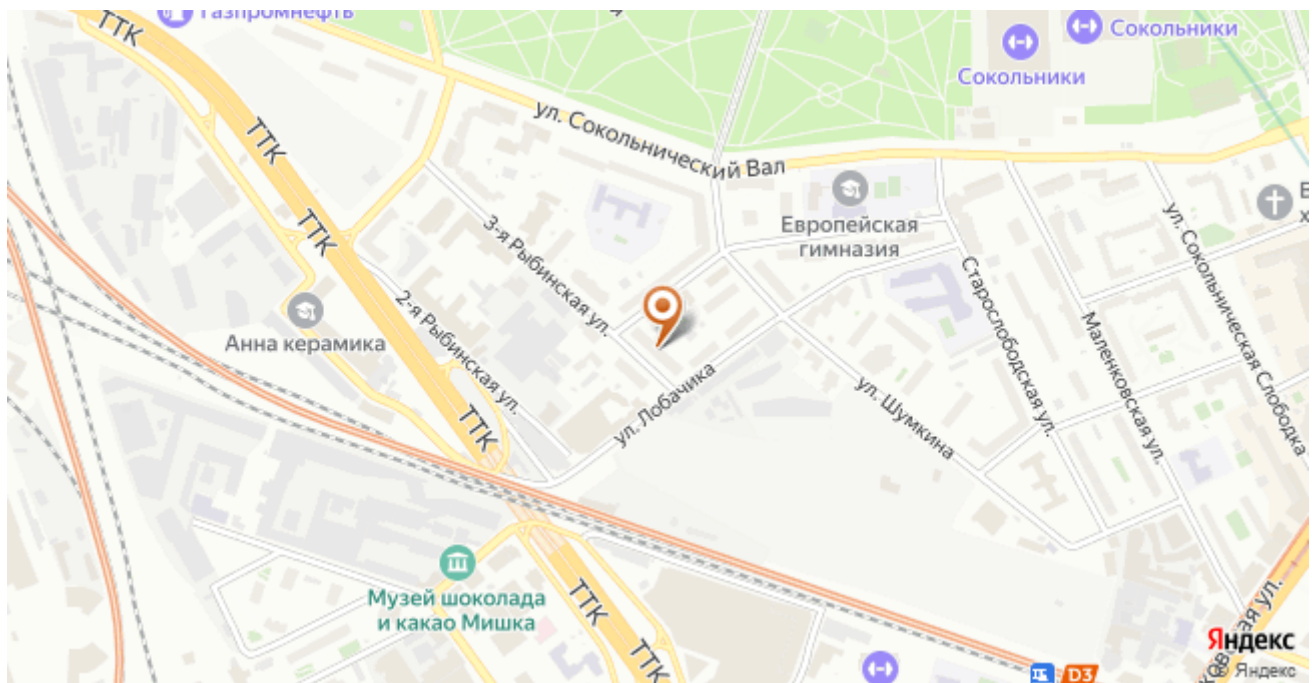 Газпромнефть
ТТК
Сокольники
Сокольники
ул. Сокольнический Вал
ТТК
Европейская
гимназия
3-я Рыбинская ул.
ТТК
ул. Сокольническая Слободка
Старослободская ул.
Маленковская ул.
2-я Рыбинская ул.
Анна керамика
ТТК
ул. Лобачика
ул. Шумкина
Музей шоколада
и какао Мишка
ТТК
ТТК
D3
Яндекс
© Яндекс